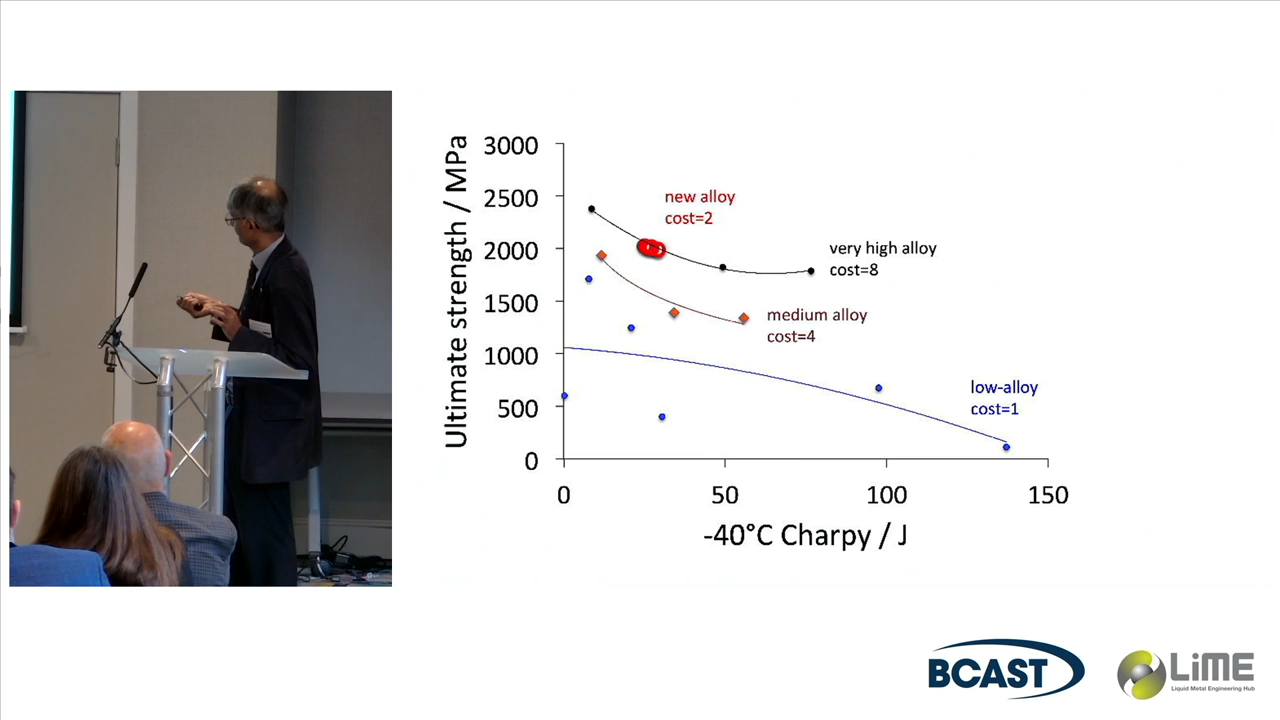 Ultimate strength / MPa
3000
2500
2000
1500
1000
500
0
0
50
100
150
-40°C Charpy / J
new alloy
cost=2
very high alloy
cost=8
medium alloy
cost=4
low-alloy
cost=1
BCAST
LiME
Liquid Metal Engineering Hub